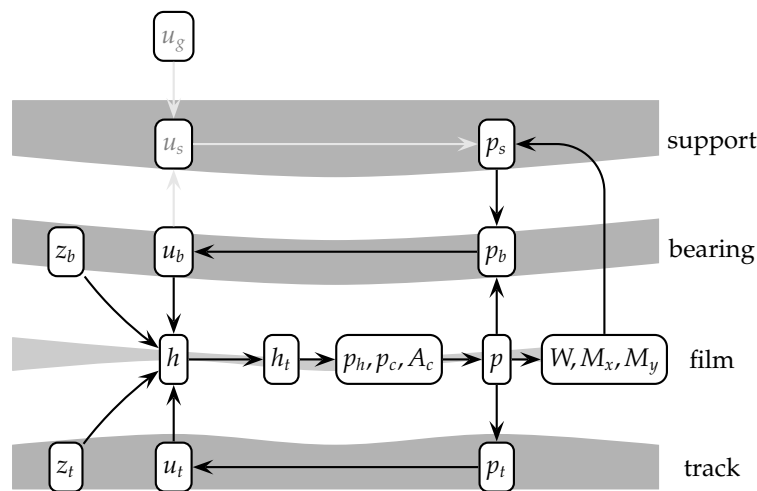 u_g
u_s p_s support
z_b u_b p_b bearing
h h_t p_h, p_c, A_c p W, M_x, M_y film
z_t u_t p_t track